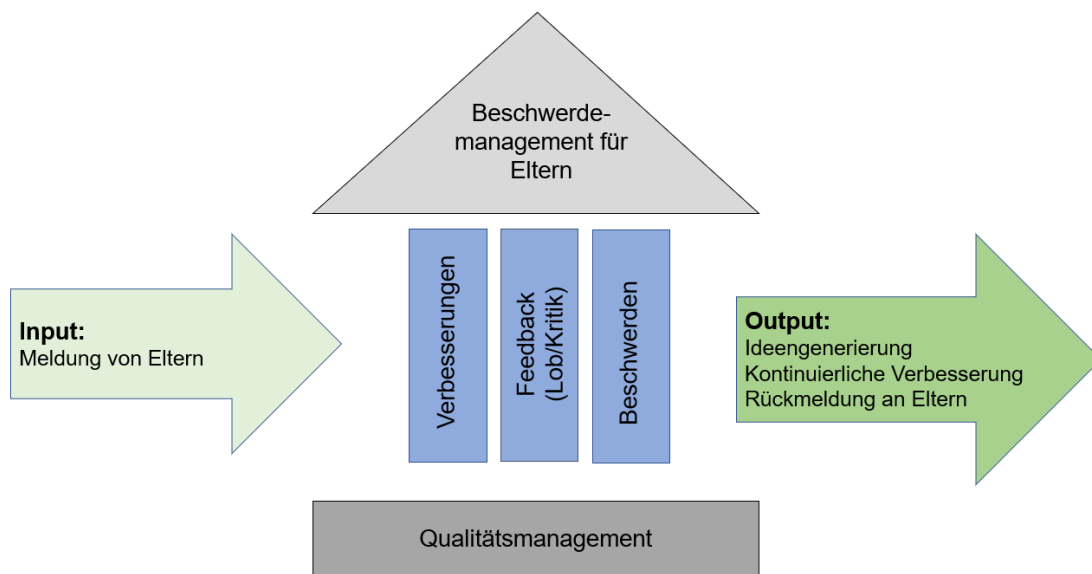 Beschwerde-
management für
Eltern
Input:
Meldung von Eltern
Verbesserungen
Feedback
(Lob/Kritik)
Beschwerden
Output:
Ideengenerierung
Kontinuierliche Verbesserung
Rückmeldung an Eltern
Qualitätsmanagement